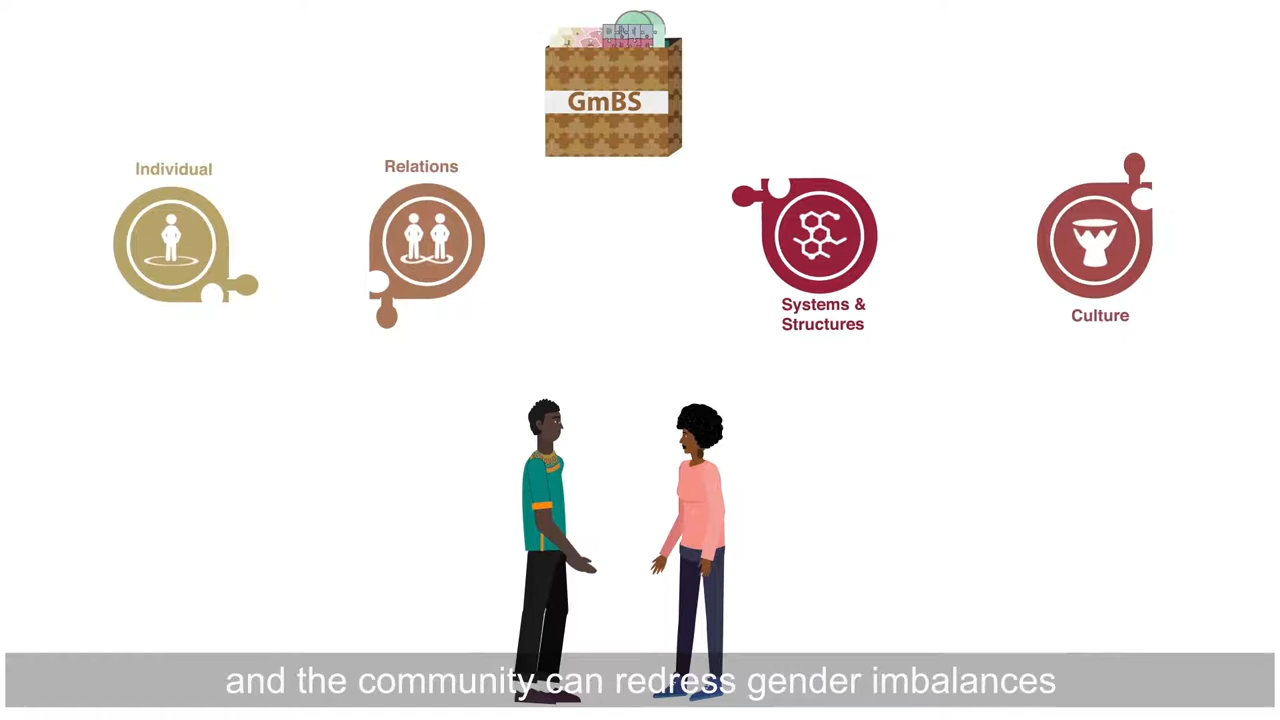 GmBS
Individual
Relations
Systems &
Structures
Culture
and the community can redress gender imbalances